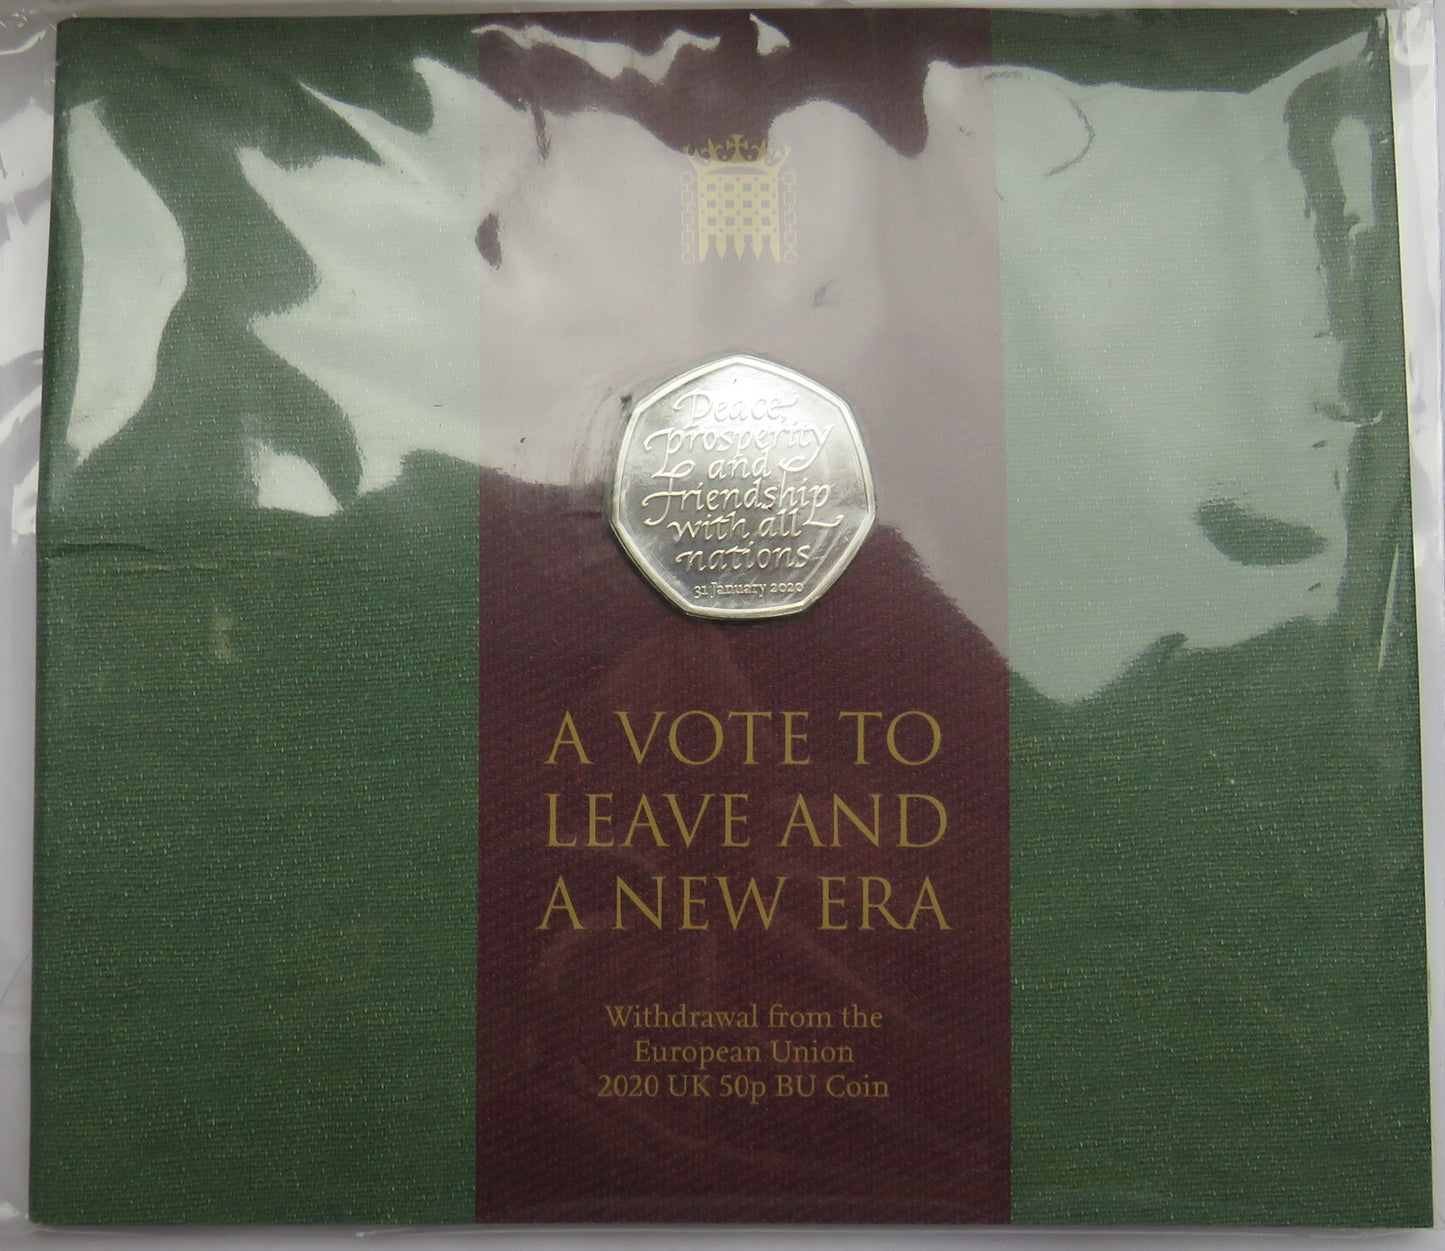 Peace,
prosperity
and
friendship
with all
nations
31 January 2020
A VOTE TO
LEAVE AND
A NEW ERA
Withdrawal from the
European Union
2020 UK 50p BU Coin